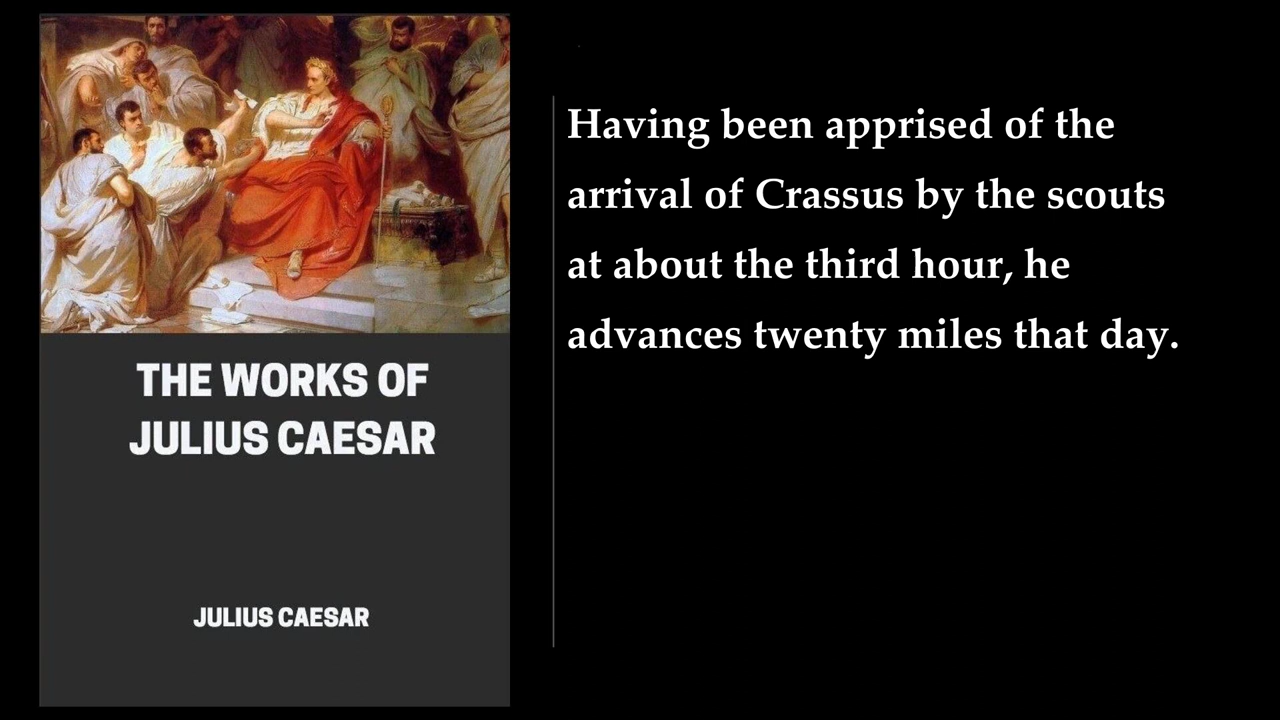 THE WORKS OF
JULIUS CAESAR
JULIUS CAESAR
Having been apprised of the
arrival of Crassus by the scouts
at about the third hour, he
advances twenty miles that day.